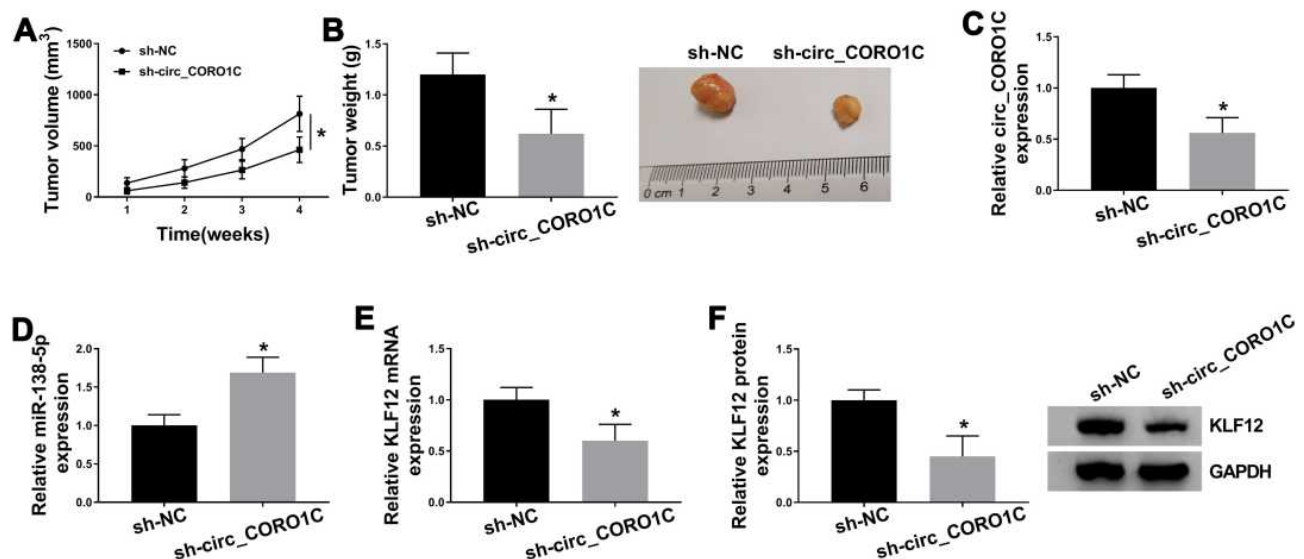 A
Tumor volume (mm³)
1500
1000
500
0
sh-NC
sh-circ_CORO1C
*
1 2 3 4
Time(weeks)
B
Tumor weight (g)
1.5
1.0
0.5
0.0
*
sh-NC
sh-circ_CORO1C
sh-NC sh-circ_CORO1C
0 cm 1 2 3 4 5 6
C
Relative circ_CORO1C
expression
1.5
1.0
0.5
0.0
*
sh-NC
sh-circ_CORO1C
D
Relative miR-138-5p
expression
2.0
1.5
1.0
0.5
0.0
*
sh-NC
sh-circ_CORO1C
E
Relative KLF12 mRNA
expression
1.5
1.0
0.5
0.0
*
sh-NC
sh-circ_CORO1C
F
Relative KLF12 protein
expression
1.5
1.0
0.5
0.0
*
sh-NC
sh-circ_CORO1C
sh-NC
sh-circ_CORO1C
KLF12
GAPDH